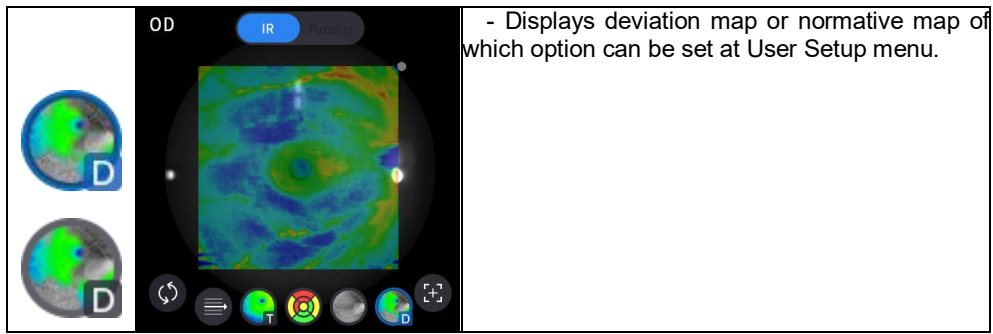 D
D
OD
IR
Fundus
T
D
- Displays deviation map or normative map of
which option can be set at User Setup menu.